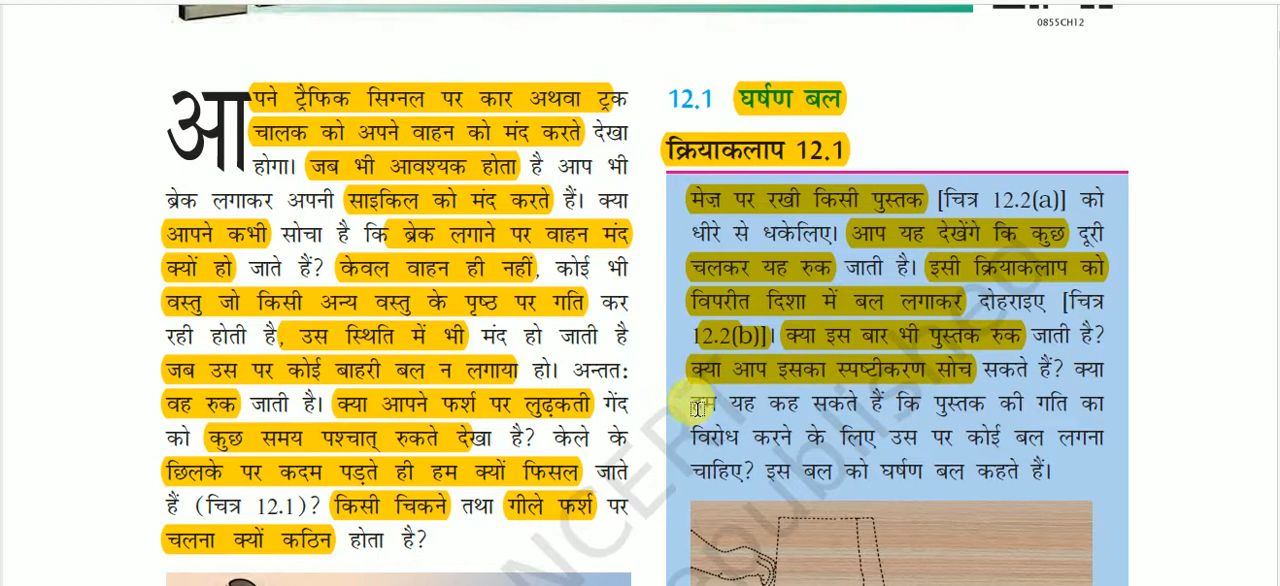 0855CH12
आपने ट्रैफिक सिग्नल पर कार अथवा ट्रक
चालक को अपने वाहन को मंद करते देखा
होगा। जब भी आवश्यक होता है आप भी
ब्रेक लगाकर अपनी साइकिल को मंद करते हैं। क्या
आपने कभी सोचा है कि ब्रेक लगाने पर वाहन मंद
क्यों हो जाते हैं? केवल वाहन ही नहीं, कोई भी
वस्तु जो किसी अन्य वस्तु के पृष्ठ पर गति कर
रही होती है, उस स्थिति में भी मंद हो जाती है
जब उस पर कोई बाहरी बल न लगाया हो। अन्तत:
वह रुक जाती है। क्या आपने फर्श पर लुढ़कती गेंद
को कुछ समय पश्चात् रुकते देखा है? केले के
छिलके पर कदम पड़ते ही हम क्यों फिसल जाते
हैं (चित्र 12.1)? किसी चिकने तथा गीले फर्श पर
चलना क्यों कठिन होता है?
12.1 घर्षण बल
क्रियाकलाप 12.1
मेज़ पर रखी किसी पुस्तक [चित्र 12.2(a)] को
धीरे से धकेलिए। आप यह देखेंगे कि कुछ दूरी
चलकर यह रुक जाती है। इसी क्रियाकलाप को
विपरीत दिशा में बल लगाकर दोहराइए [चित्र
12.2(b)]। क्या इस बार भी पुस्तक रुक जाती है?
क्या आप इसका स्पष्टीकरण सोच सकते हैं? क्या
हम यह कह सकते हैं कि पुस्तक की गति का
विरोध करने के लिए उस पर कोई बल लगना
चाहिए? इस बल को घर्षण बल कहते हैं।
NCERT
republished